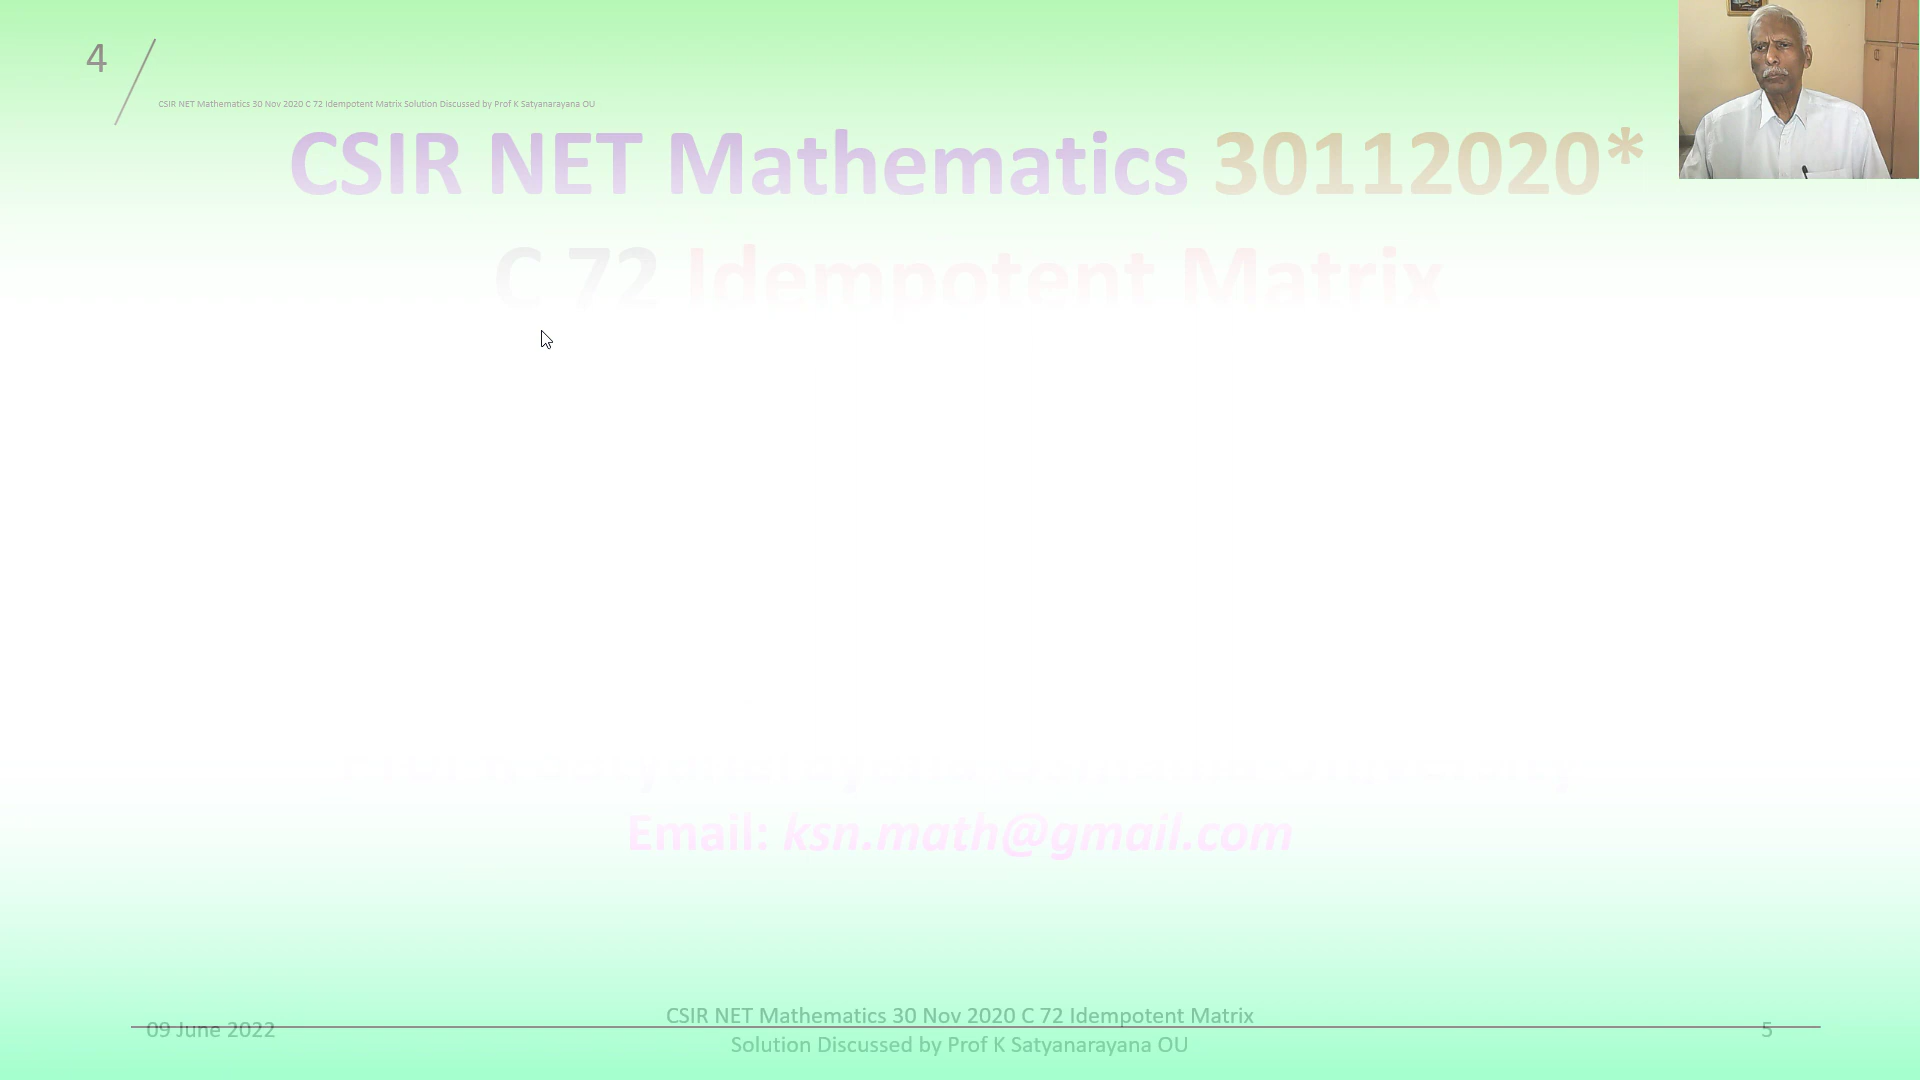 4
CSIR NET Mathematics 30 Nov 2020 C 72 Idempotent Matrix Solution Discussed by Prof K Satyanarayana OU
CSIR NET Mathematics 30112020*
C 72 Idempotent Matrix
Email: ksn.math@gmail.com
09 June 2022
CSIR NET Mathematics 30 Nov 2020 C 72 Idempotent Matrix
Solution Discussed by Prof K Satyanarayana OU
5